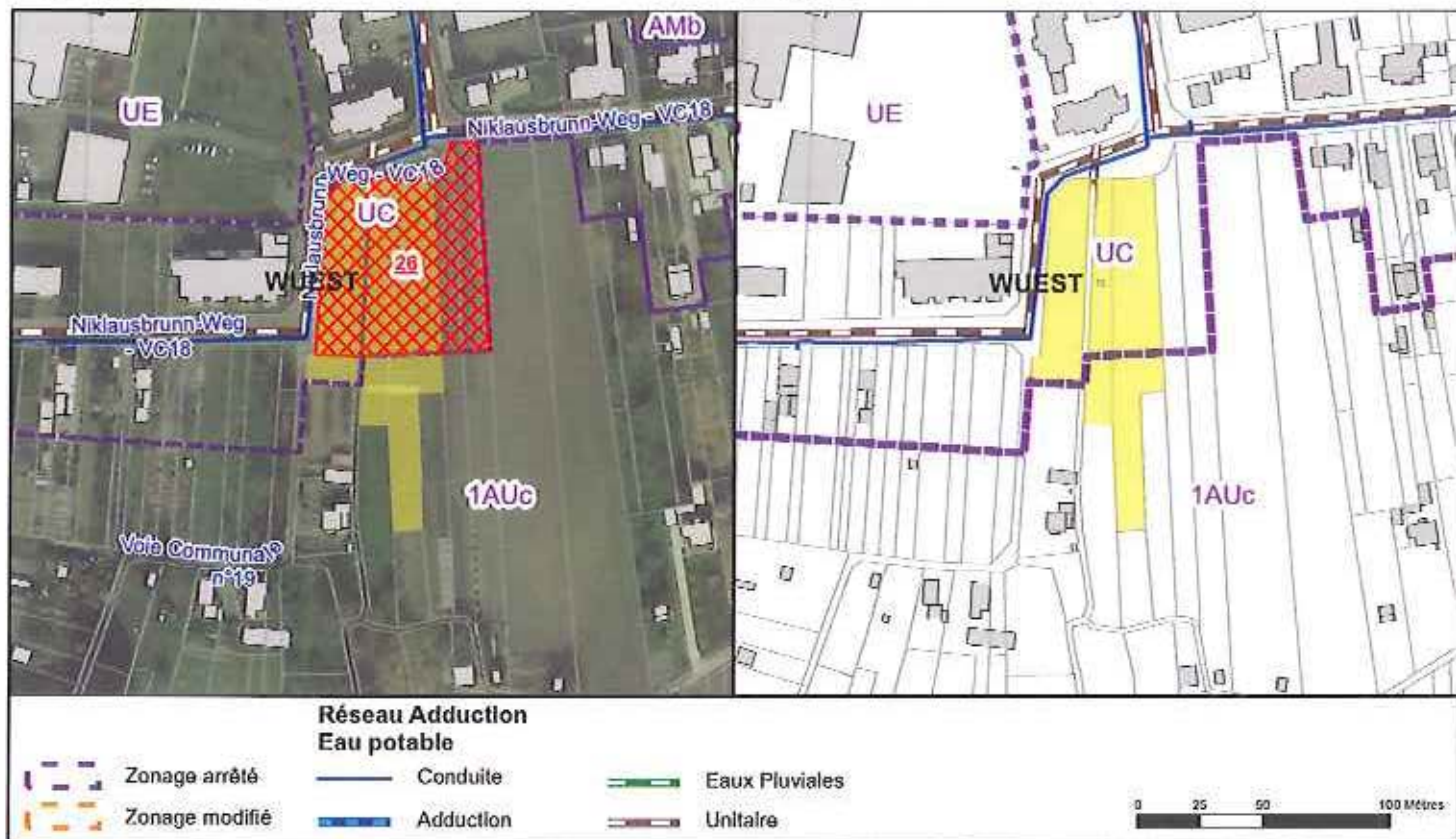 AMb
UE
Niklausbrunn-Weg - VC18
Niklausbrunn-Weg - VC18
UC
26
WUEST
Niklausbrunn-Weg
- VC18
1AUc
Voie Communale
n°19
UE
UC
WUEST
1AUc
Réseau Adduction
Eau potable
Zonage arrêté
Conduite
Eaux Pluviales
Zonage modifié
Adduction
Unitaire
0 25 50 100 Mètres